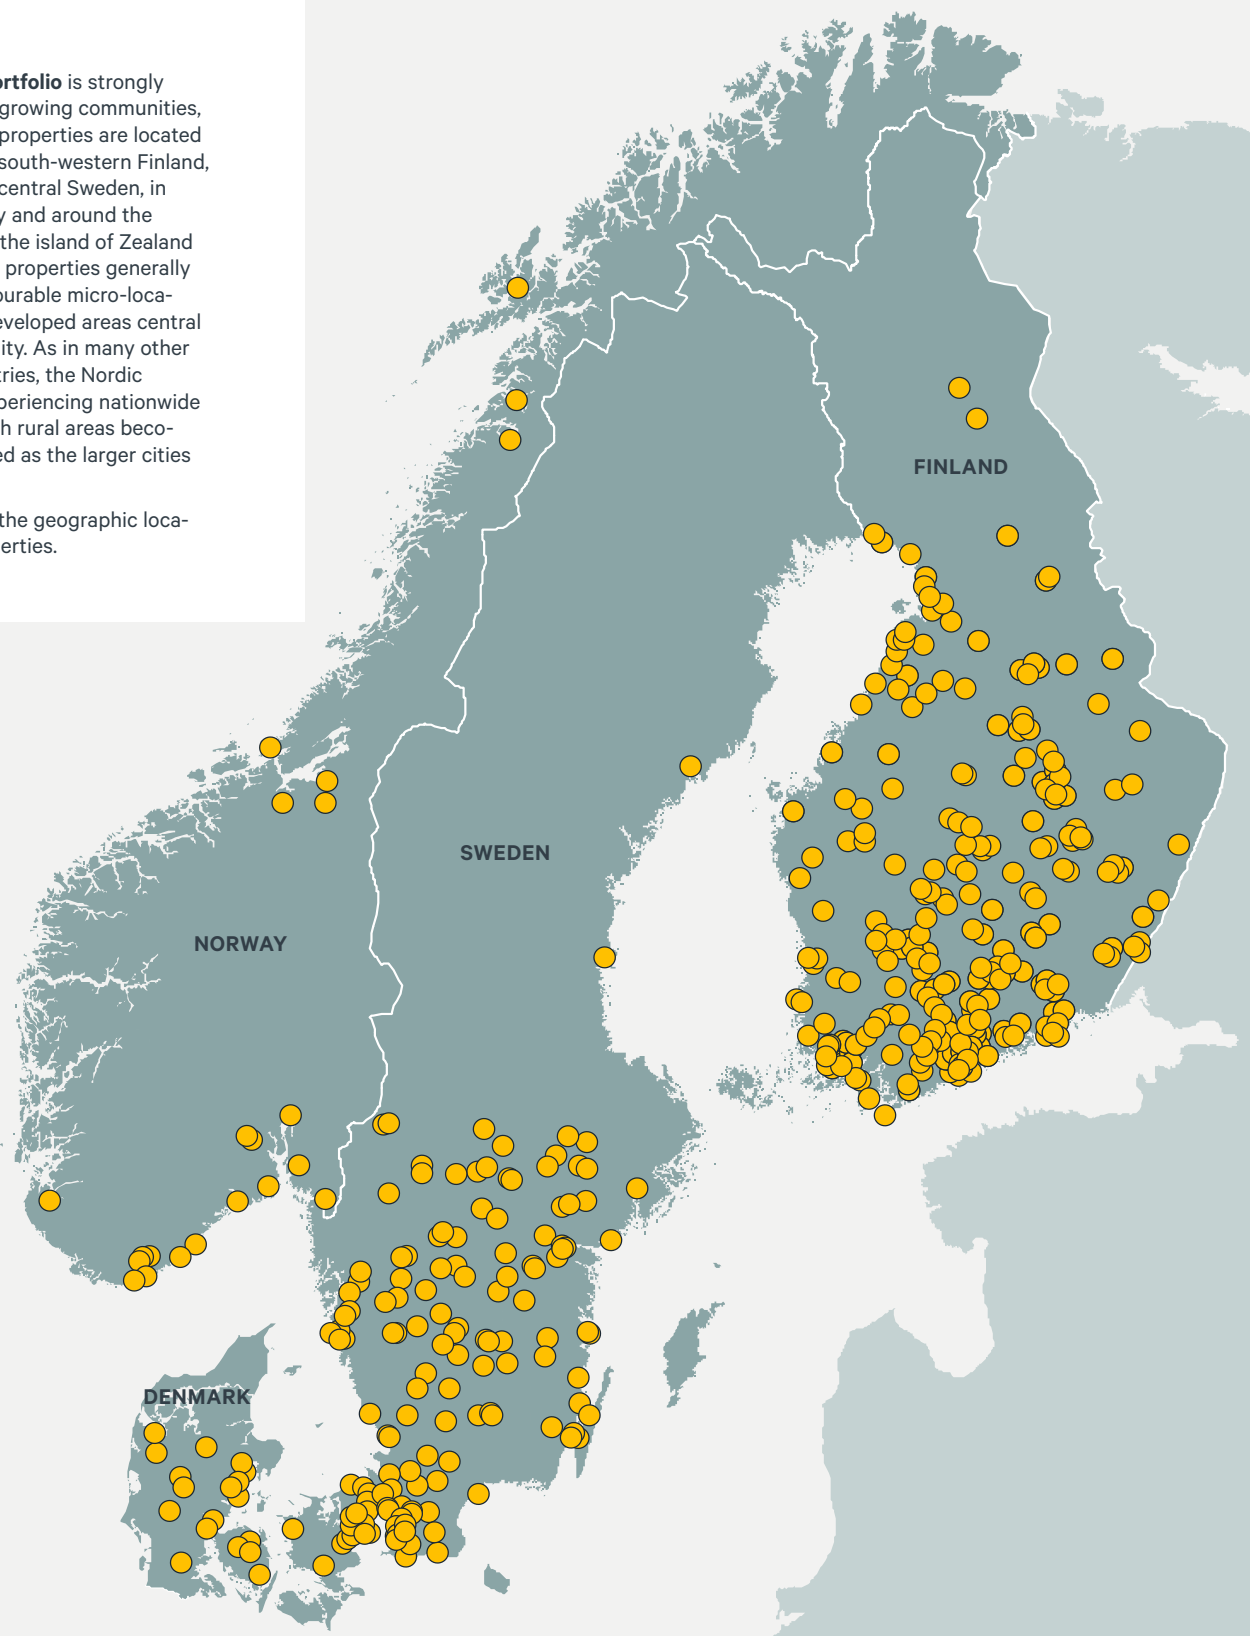 ortfolio is strongly
growing communities,
properties are located
south-western Finland,
central Sweden, in
y and around the
the island of Zealand
properties generally
ourable micro-loca-
eveloped areas central
ity. As in many other
tries, the Nordic
periencing nationwide
h rural areas beco-
ed as the larger cities
the geographic loca-
erties.
FINLAND
SWEDEN
NORWAY
DENMARK